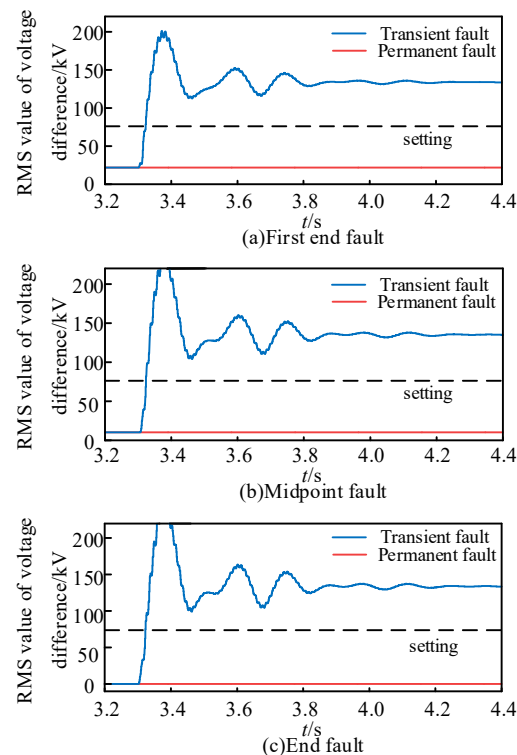 RMS value of voltage
difference/kV
200
150
100
50
0
Transient fault
Permanent fault
setting
3.2 3.4 3.6 3.8 4.0 4.2 4.4
t/s
(a)First end fault
RMS value of voltage
difference/kV
200
150
100
50
0
Transient fault
Permanent fault
setting
3.2 3.4 3.6 3.8 4.0 4.2 4.4
t/s
(b)Midpoint fault
RMS value of voltage
difference/kV
200
150
100
50
0
Transient fault
Permanent fault
setting
3.2 3.4 3.6 3.8 4.0 4.2 4.4
t/s
(c)End fault